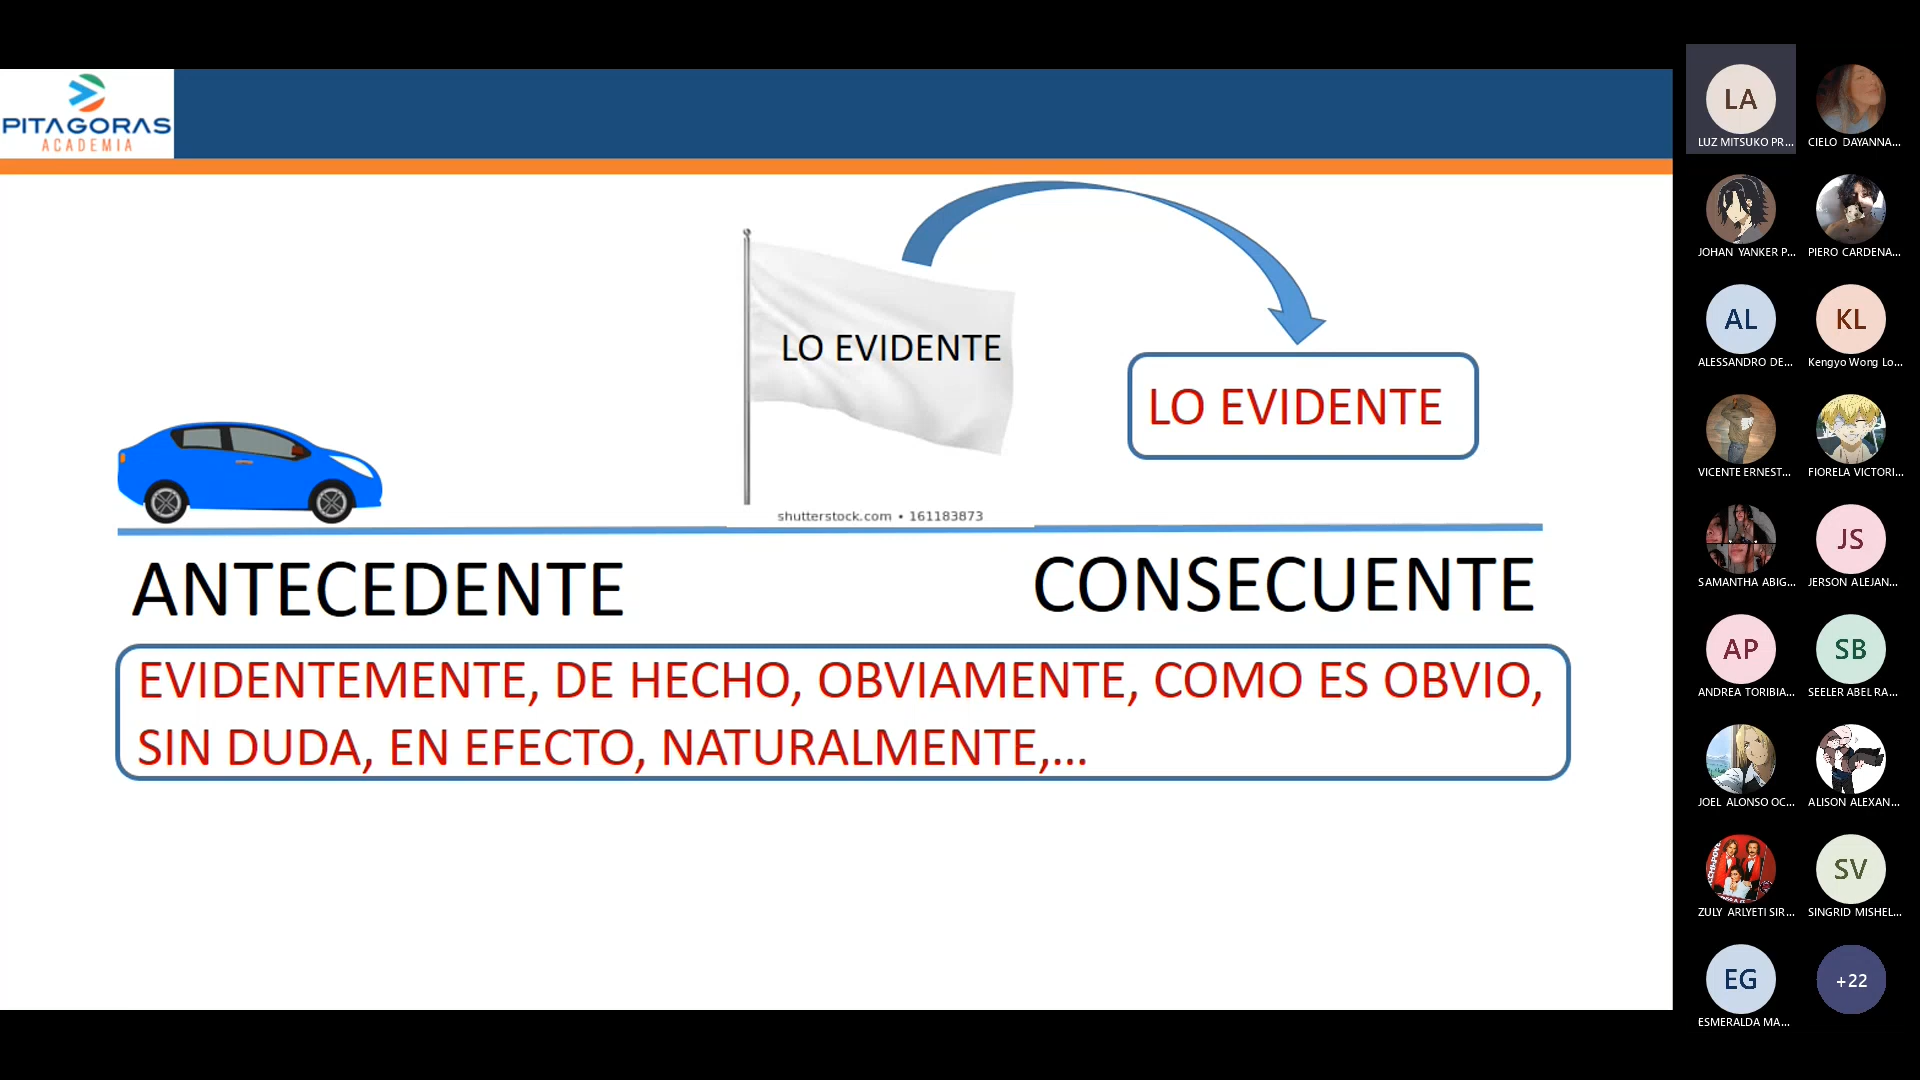 PITAGORAS
ACADEMIA
LO EVIDENTE
LO EVIDENTE
shutterstock.com • 161183873
ANTECEDENTE
CONSECUENTE
EVIDENTEMENTE, DE HECHO, OBVIAMENTE, COMO ES OBVIO,
SIN DUDA, EN EFECTO, NATURALMENTE,...
LA
LUZ MITSUKO PR...
CIELO DAYANNA...
JOHAN YANKER P...
PIERO CARDENA...
AL
ALESSANDRO DE...
KL
Kengyo Wong Lo...
VICENTE ERNEST...
FIORELA VICTORI...
SAMANTHA ABIG...
JS
JERSON ALEJAN...
AP
ANDREA TORIBIA...
SB
SEELER ABEL RA...
JOEL ALONSO OC...
ALISON ALEXAN...
ZULY ARLYETI SIR...
SV
SINGRID MISHEL...
EG
ESMERALDA MA...
+22